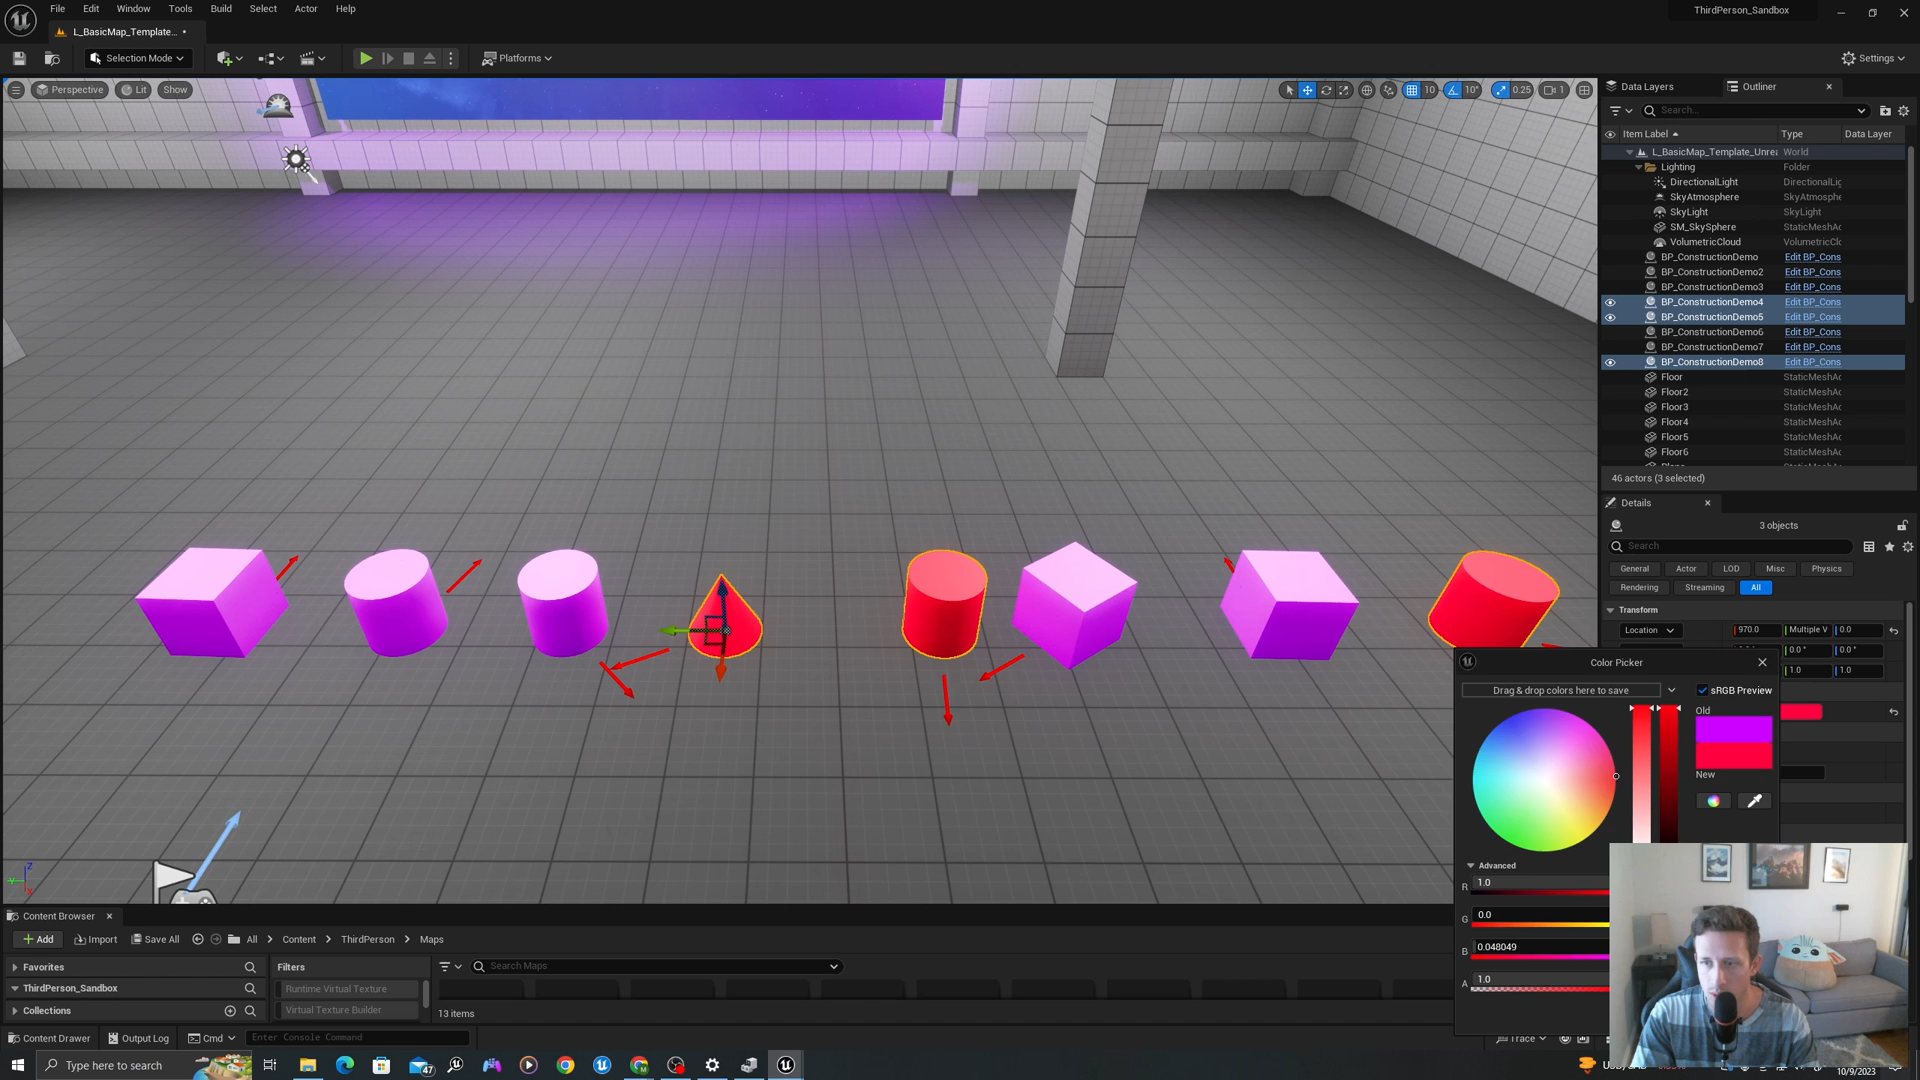 File Edit Window Tools Build Select Actor Help
ThirdPerson_Sandbox
L_BasicMap_Template... •
Selection Mode
Platforms
Settings
Perspective Lit Show
10 10° 0.25 1
Data Layers Outliner
Search...
Item Label Type Data Layer
L_BasicMap_Template_Unrea World
Lighting Folder
DirectionalLight DirectionalLig
SkyAtmosphere SkyAtmosphe
SkyLight SkyLight
SM_SkySphere StaticMeshAc
VolumetricCloud VolumetricClo
BP_ConstructionDemo Edit BP_Cons
BP_ConstructionDemo2 Edit BP_Cons
BP_ConstructionDemo3 Edit BP_Cons
BP_ConstructionDemo4 Edit BP_Cons
BP_ConstructionDemo5 Edit BP_Cons
BP_ConstructionDemo6 Edit BP_Cons
BP_ConstructionDemo7 Edit BP_Cons
BP_ConstructionDemo8 Edit BP_Cons
Floor StaticMeshAc
Floor2 StaticMeshAc
Floor3 StaticMeshAc
Floor4 StaticMeshAc
Floor5 StaticMeshAc
Floor6 StaticMeshAc
46 actors (3 selected)
Details
3 objects
Search
General Actor LOD Misc Physics
Rendering Streaming All
Transform
Location 970.0 Multiple V 0.0
0.0° 0.0°
1.0 1.0
Color Picker
Drag & drop colors here to save
sRGB Preview
Old
New
Advanced
R 1.0
G 0.0
B 0.048049
A 1.0
Z
Y
X
Content Browser
Add Import Save All All Content ThirdPerson Maps
Favorites
ThirdPerson_Sandbox
Collections
Filters
Runtime Virtual Texture
Virtual Texture Builder
Search Maps
13 items
Content Drawer Output Log Cmd Enter Console Command
Trace
Type here to search
47
10/9/2023